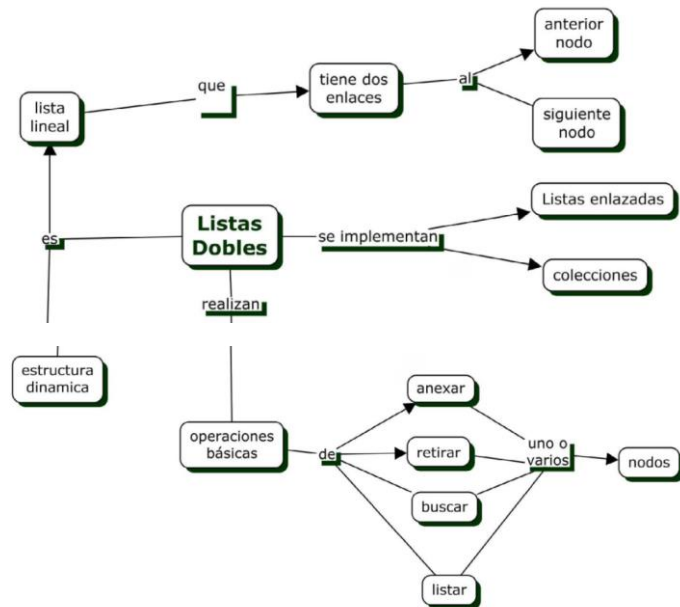 anterior
nodo
que
tiene dos
enlaces
al
lista
lineal
siguiente
nodo
Listas enlazadas
Listas
Dobles
es
se implementan
colecciones
realizan
estructura
dinamica
anexar
operaciones
básicas
de
retirar
uno o
varios
nodos
buscar
listar